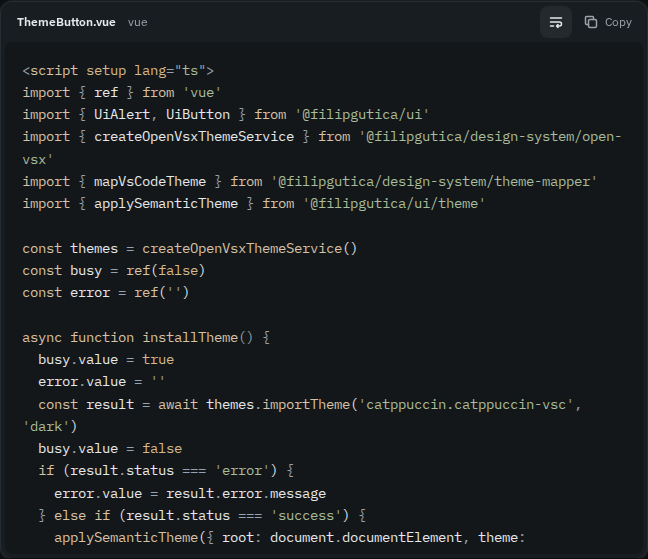 ThemeButton.vue vue Copy
<script setup lang="ts">
import { ref } from 'vue'
import { UiAlert, UiButton } from '@filipgutica/ui'
import { createOpenVsxThemeService } from '@filipgutica/design-system/open-
vsx'
import { mapVsCodeTheme } from '@filipgutica/design-system/theme-mapper'
import { applySemanticTheme } from '@filipgutica/ui/theme'

const themes = createOpenVsxThemeService()
const busy = ref(false)
const error = ref('')

async function installTheme() {
  busy.value = true
  error.value = ''
  const result = await themes.importTheme('catppuccin.catppuccin-vsc',
'dark')
  busy.value = false
  if (result.status === 'error') {
    error.value = result.error.message
  } else if (result.status === 'success') {
    applySemanticTheme({ root: document.documentElement, theme: